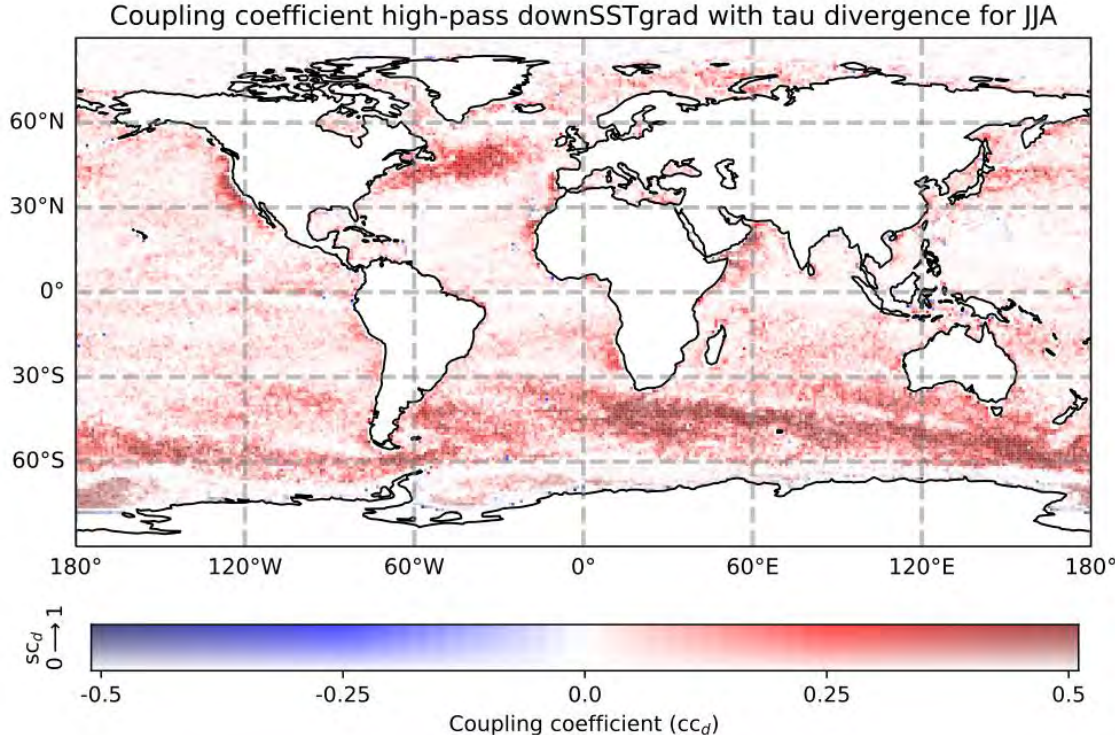 Coupling coefficient high-pass downSSTgrad with tau divergence for JJA
60°N
30°N
0°
30°S
60°S
180° 120°W 60°W 0° 60°E 120°E 180°
sc_d
0 ⟶ 1
-0.5 -0.25 0.0 0.25 0.5
Coupling coefficient (cc_d)